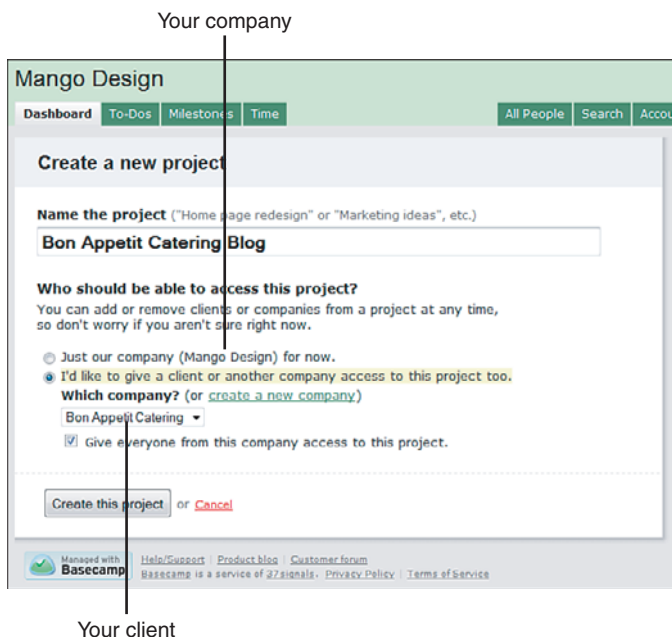 Your company
Mango Design
Dashboard To-Dos Milestones Time All People Search Accou
Create a new project
Name the project ("Home page redesign" or "Marketing ideas", etc.)
Bon Appetit Catering Blog
Who should be able to access this project?
You can add or remove clients or companies from a project at any time,
so don't worry if you aren't sure right now.
Just our company (Mango Design) for now.
I'd like to give a client or another company access to this project too.
Which company? (or create a new company)
Bon Appetit Catering
Give everyone from this company access to this project.
Create this project or Cancel
Managed with
Basecamp
Help/Support | Product blog | Customer forum
Basecamp is a service of 37signals. Privacy Policy | Terms of Service
Your client